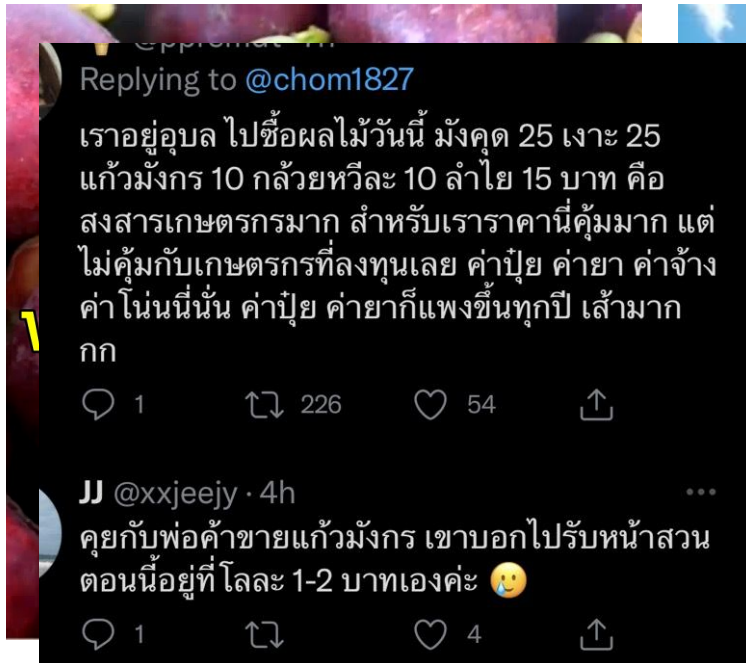 Replying to @chom1827
เราอยู่อุบล ไปซื้อผลไม้วันนี้ มังคุด 25 เงาะ 25
แก้วมังกร 10 กล้วยหวีละ 10 ลำไย 15 บาท คือ
สงสารเกษตรกรมาก สำหรับเราราคานี่คุ้มมาก แต่
ไม่คุ้มกับเกษตรกรที่ลงทุนเลย ค่าปุ๋ย ค่ายา ค่าจ้าง
ค่าโน่นนี่นั่น ค่าปุ๋ย ค่ายาก็แพงขึ้นทุกปี เส้ามาก
กก
1 226 54
JJ @xxjeejy · 4h
คุยกับพ่อค้าขายแก้วมังกร เขาบอกไปรับหน้าสวน
ตอนนี้อยู่ที่โลละ 1-2 บาทเองค่ะ 🥲
1 4